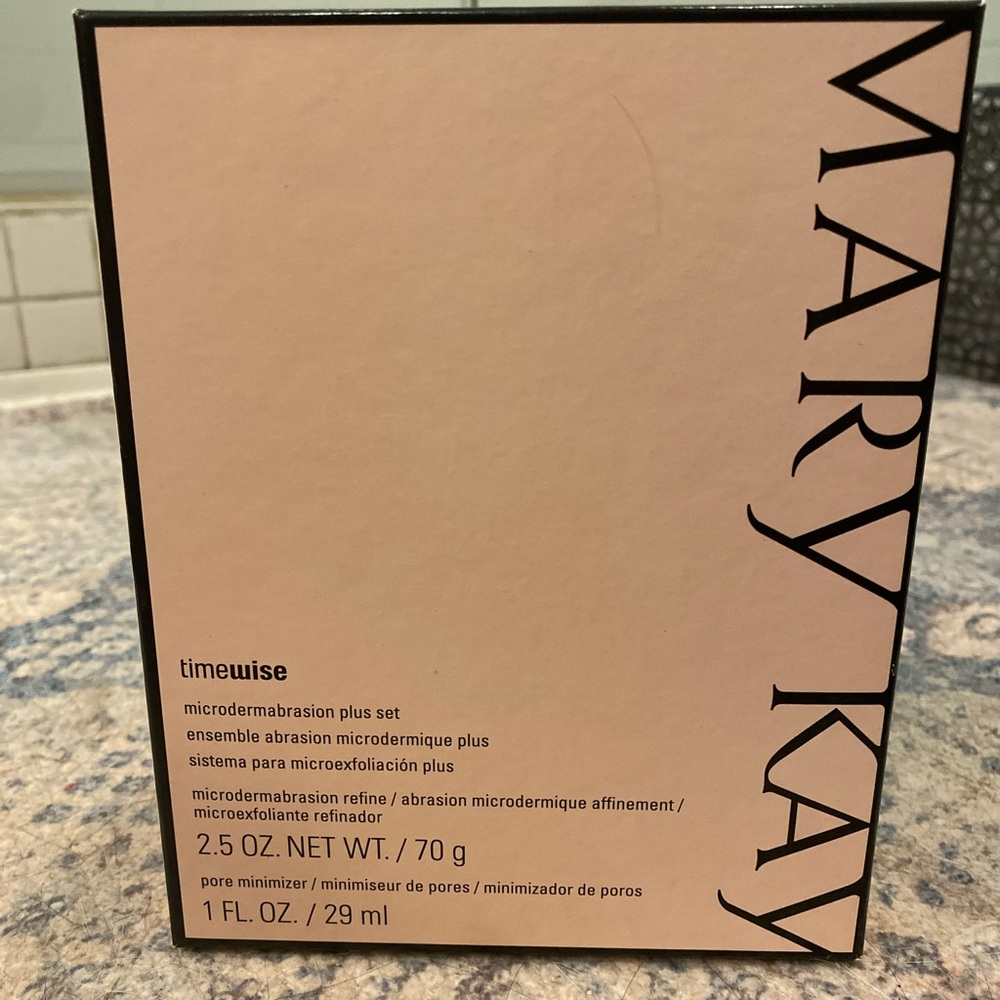 MARY KAY
timewise
microdermabrasion plus set
ensemble abrasion microdermique plus
sistema para microexfoliación plus
microdermabrasion refine / abrasion microdermique affinement /
microexfoliante refinador
2.5 OZ. NET WT. / 70 g
pore minimizer / minimiseur de pores / minimizador de poros
1 FL. OZ. / 29 ml